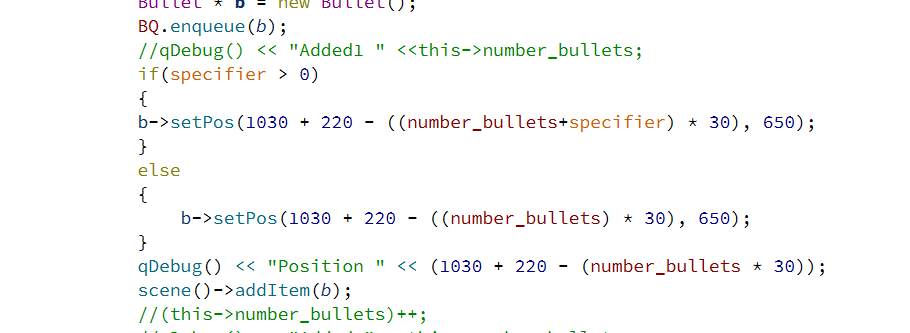 Bullet * b = new Bullet();
BQ.enqueue(b);
//qDebug() << "Added1 " <<this->number_bullets;
if(specifier > 0)
{
b->setPos(1030 + 220 - ((number_bullets+specifier) * 30), 650);
}
else
{
    b->setPos(1030 + 220 - ((number_bullets) * 30), 650);
}
qDebug() << "Position " << (1030 + 220 - (number_bullets * 30));
scene()->addItem(b);
//(this->number_bullets)++;